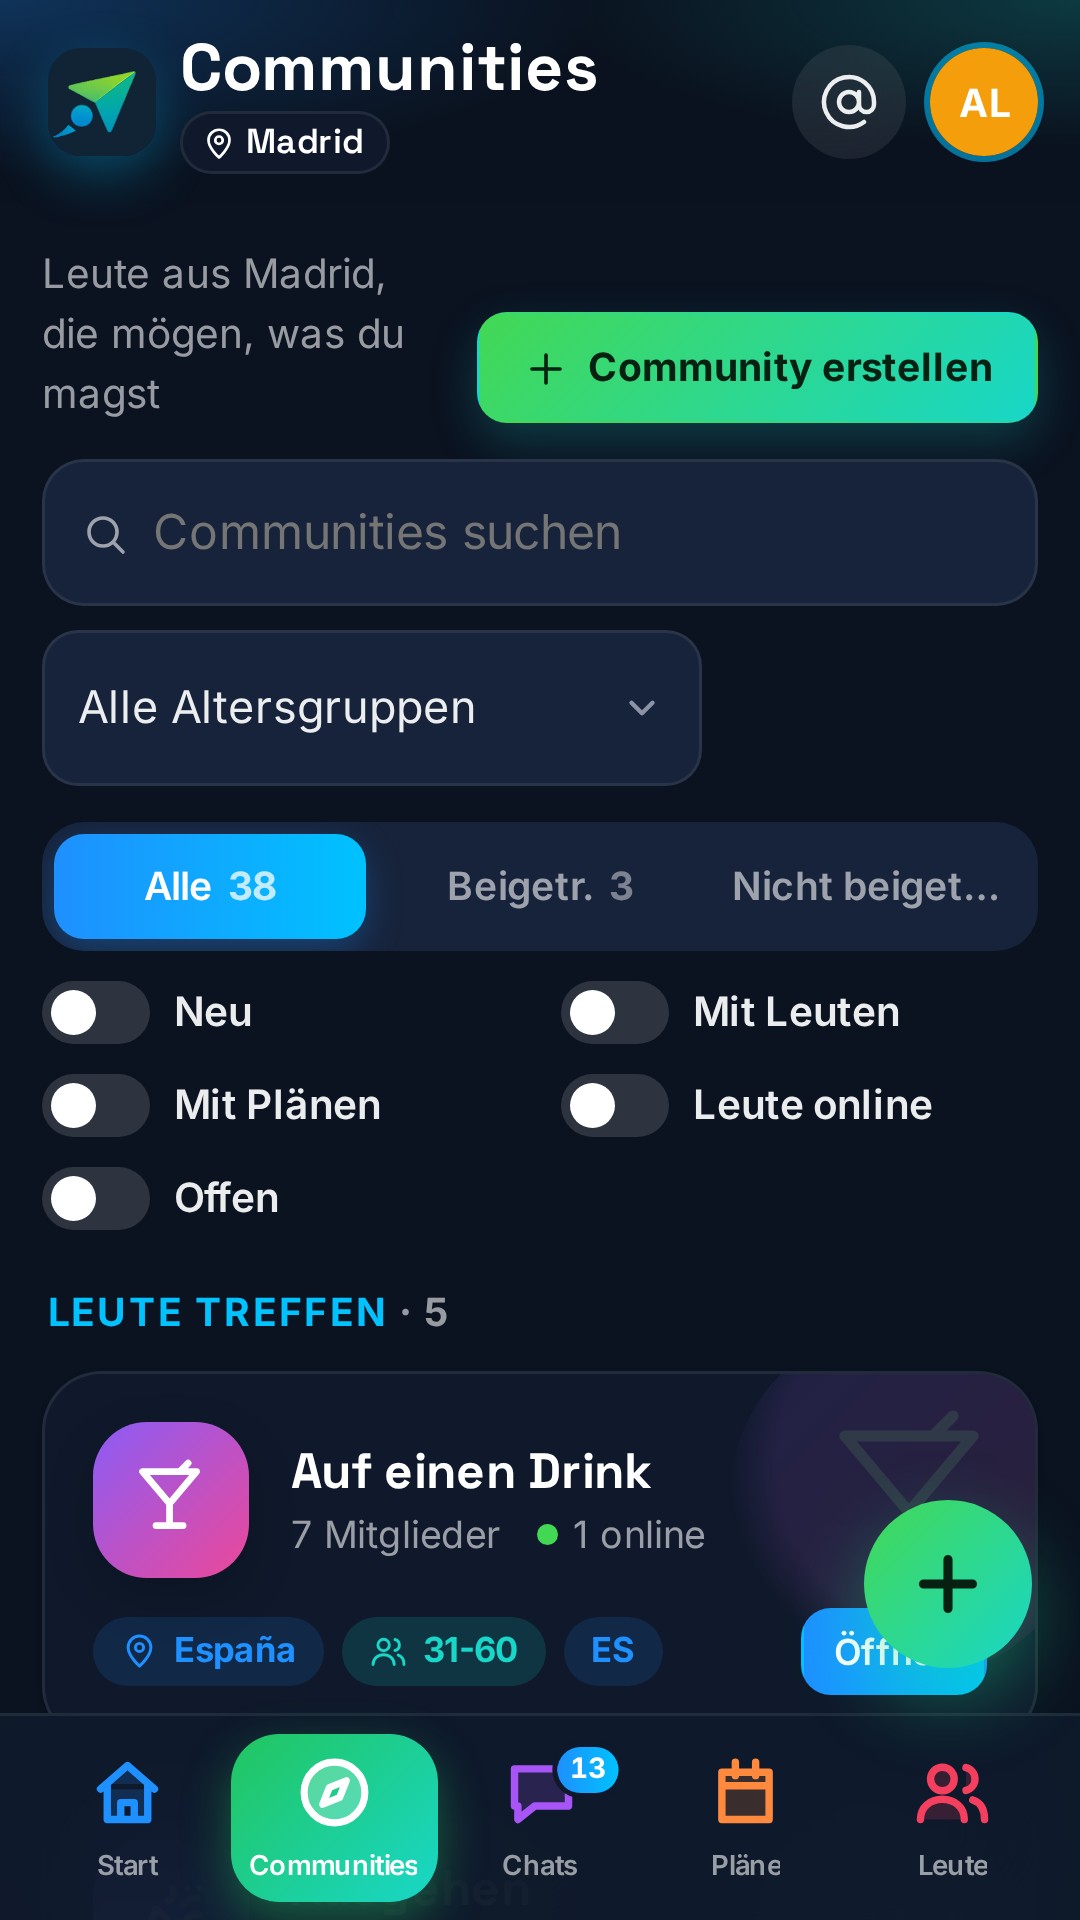 Communities
Madrid
AL
Leute aus Madrid,
die mögen, was du
magst
Community erstellen
Communities suchen
Alle Altersgruppen
Alle 38
Beigetr. 3
Nicht beiget...
Neu
Mit Leuten
Mit Plänen
Leute online
Offen
LEUTE TREFFEN · 5
Auf einen Drink
7 Mitglieder
1 online
España
31-60
ES
13
Start
Communities
Chats
Pläne
Leute